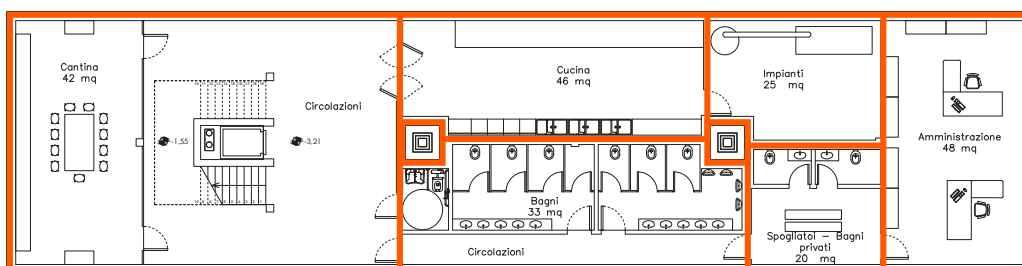 Cantina
42 mq
Circolazioni
-1,55
-3,21
Cucina
46 mq
Impianti
25 mq
Amministrazione
48 mq
Bagni
33 mq
Circolazioni
Spogliatoi - Bagni
privati
20 mq